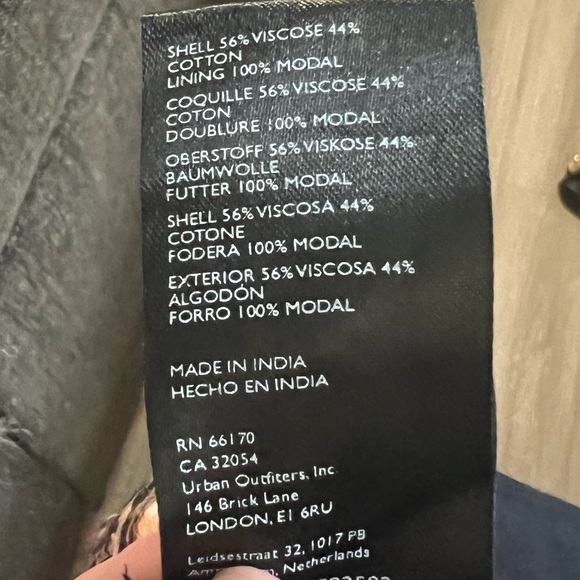 SHELL 56% VISCOSE 44%
COTTON
LINING 100% MODAL
COQUILLE 56% VISCOSE 44%
COTON
DOUBLURE 100% MODAL
OBERSTOFF 56% VISKOSE 44%
BAUMWOLLE
FUTTER 100% MODAL
SHELL 56% VISCOSA 44%
COTONE
FODERA 100% MODAL
EXTERIOR 56% VISCOSA 44%
ALGODÓN
FORRO 100% MODAL
MADE IN INDIA
HECHO EN INDIA
RN 66170
CA 32054
Urban Outfitters, Inc.
146 Brick Lane
LONDON, E1 6RU
Leidsestraat 32, 1017 PB
Netherlands